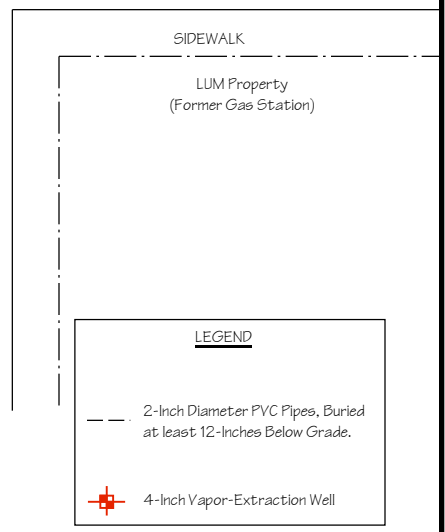 SIDEWALK
LUM Property
(Former Gas Station)
LEGEND
2-Inch Diameter PVC Pipes, Buried
at least 12-Inches Below Grade.
4-Inch Vapor-Extraction Well